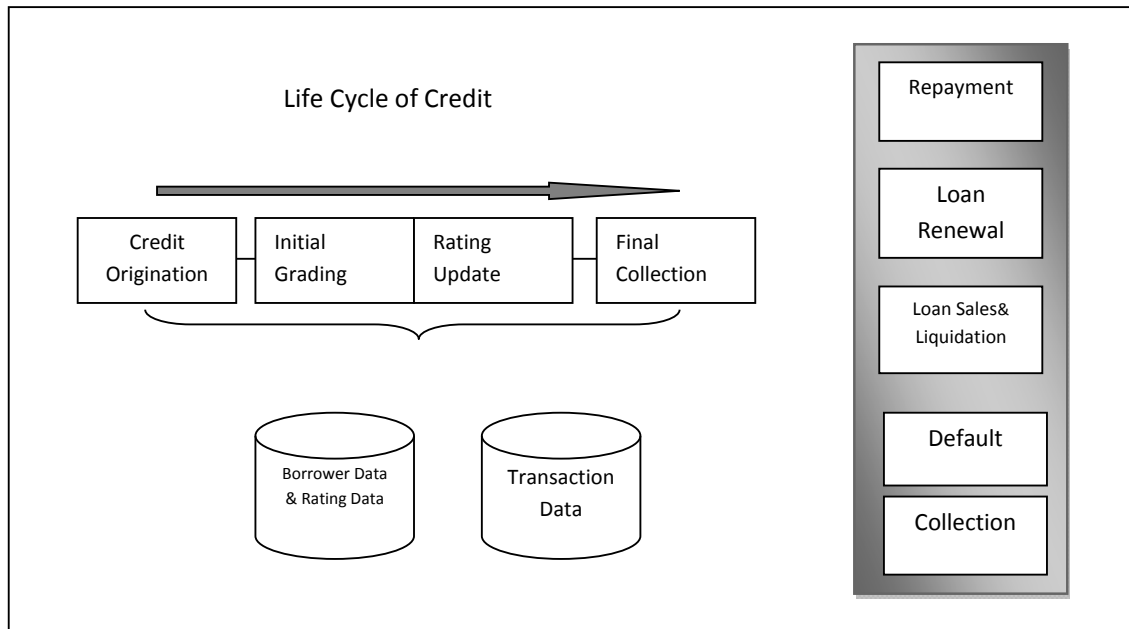 Life Cycle of Credit
Credit
Origination
Initial
Grading
Rating
Update
Final
Collection
Borrower Data
& Rating Data
Transaction
Data
Repayment
Loan
Renewal
Loan Sales&
Liquidation
Default
Collection